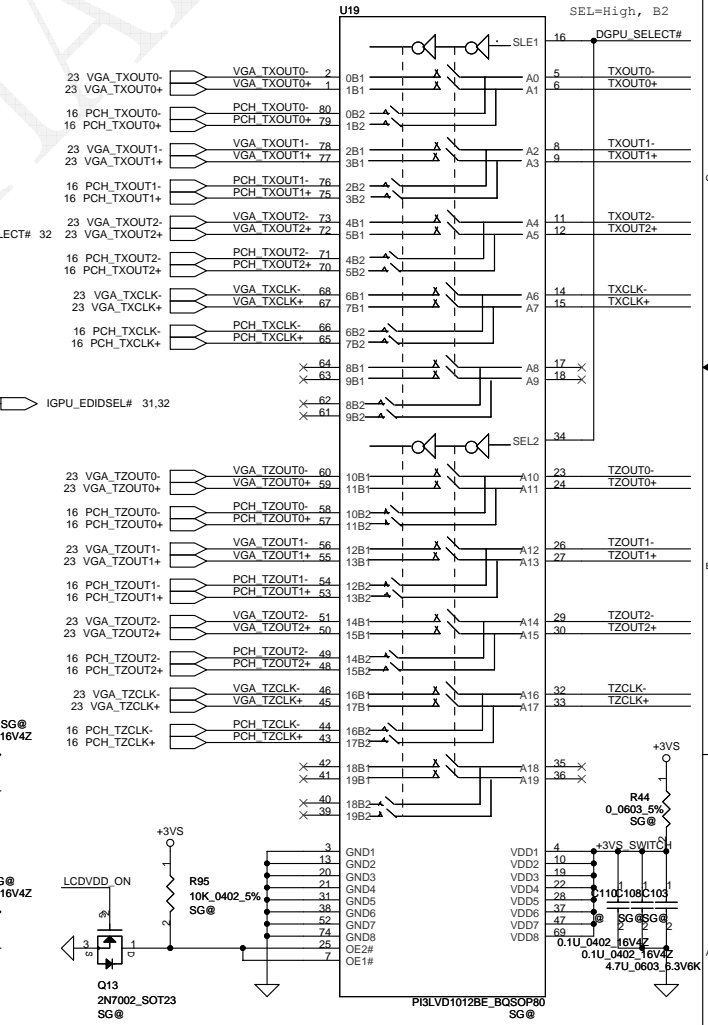 U19
SEL=High, B2
SLE1 16 DGPU_SELECT#
23 VGA_TXOUT0- VGA_TXOUT0- 2 0B1 A0 5 TXOUT0-
23 VGA_TXOUT0+ VGA_TXOUT0+ 1 1B1 A1 6 TXOUT0+
16 PCH_TXOUT0- PCH_TXOUT0- 80 0B2
16 PCH_TXOUT0+ PCH_TXOUT0+ 79 1B2
23 VGA_TXOUT1- VGA_TXOUT1- 78 2B1 A2 8 TXOUT1-
23 VGA_TXOUT1+ VGA_TXOUT1+ 77 3B1 A3 9 TXOUT1+
16 PCH_TXOUT1- PCH_TXOUT1- 76 2B2
16 PCH_TXOUT1+ PCH_TXOUT1+ 75 3B2
23 VGA_TXOUT2- VGA_TXOUT2- 73 4B1 A4 11 TXOUT2-
LECT# 32 23 VGA_TXOUT2+ VGA_TXOUT2+ 72 5B1 A5 12 TXOUT2+
16 PCH_TXOUT2- PCH_TXOUT2- 71 4B2
16 PCH_TXOUT2+ PCH_TXOUT2+ 70 5B2
23 VGA_TXCLK- VGA_TXCLK- 68 6B1 A6 14 TXCLK-
23 VGA_TXCLK+ VGA_TXCLK+ 67 7B1 A7 15 TXCLK+
16 PCH_TXCLK- PCH_TXCLK- 66 6B2
16 PCH_TXCLK+ PCH_TXCLK+ 65 7B2
64 8B1 A8 17
63 9B1 A9 18
IGPU_EDIDSEL# 31,32 62 8B2
61 9B2
SEL2 34
23 VGA_TZOUT0- VGA_TZOUT0- 60 10B1 A10 23 TZOUT0-
23 VGA_TZOUT0+ VGA_TZOUT0+ 59 11B1 A11 24 TZOUT0+
16 PCH_TZOUT0- PCH_TZOUT0- 58 10B2
16 PCH_TZOUT0+ PCH_TZOUT0+ 57 11B2
23 VGA_TZOUT1- VGA_TZOUT1- 56 12B1 A12 26 TZOUT1-
23 VGA_TZOUT1+ VGA_TZOUT1+ 55 13B1 A13 27 TZOUT1+
16 PCH_TZOUT1- PCH_TZOUT1- 54 12B2
16 PCH_TZOUT1+ PCH_TZOUT1+ 53 13B2
23 VGA_TZOUT2- VGA_TZOUT2- 51 14B1 A14 29 TZOUT2-
23 VGA_TZOUT2+ VGA_TZOUT2+ 50 15B1 A15 30 TZOUT2+
16 PCH_TZOUT2- PCH_TZOUT2- 49 14B2
16 PCH_TZOUT2+ PCH_TZOUT2+ 48 15B2
23 VGA_TZCLK- VGA_TZCLK- 46 16B1 A16 32 TZCLK-
23 VGA_TZCLK+ VGA_TZCLK+ 45 17B1 A17 33 TZCLK+
SG@
16 PCH_TZCLK- PCH_TZCLK- 44 16B2
16V4Z
16 PCH_TZCLK+ PCH_TZCLK+ 43 17B2
+3VS
42 18B1 A18 35
41 19B1 A19 36
40 18B2
39 19B2
1
R44
0_0603_5%
SG@
2
+3VS
3 GND1 VDD1 4 +3VS_SWITCH
13 GND2 VDD2 10
20 GND3 VDD3 19
21 GND4 VDD4 22
31 GND5 VDD5 28
38 GND6 VDD6 37
52 GND7 VDD7 47
74 GND8 VDD8 69
25 OE2#
7 OE1#
G@
16V4Z
LCDVDD_ON
1
R95
10K_0402_5%
SG@
2
C110 C108 C103
1 1 1
2 2 2
@ SG@ SG@
0.1U_0402_16V4Z
0.1U_0402_16V4Z
4.7U_0603_6.3V6K
3 S 1 D
Q13
2N7002_SOT23
SG@
PI3LVD1012BE_BQSOP80
SG@